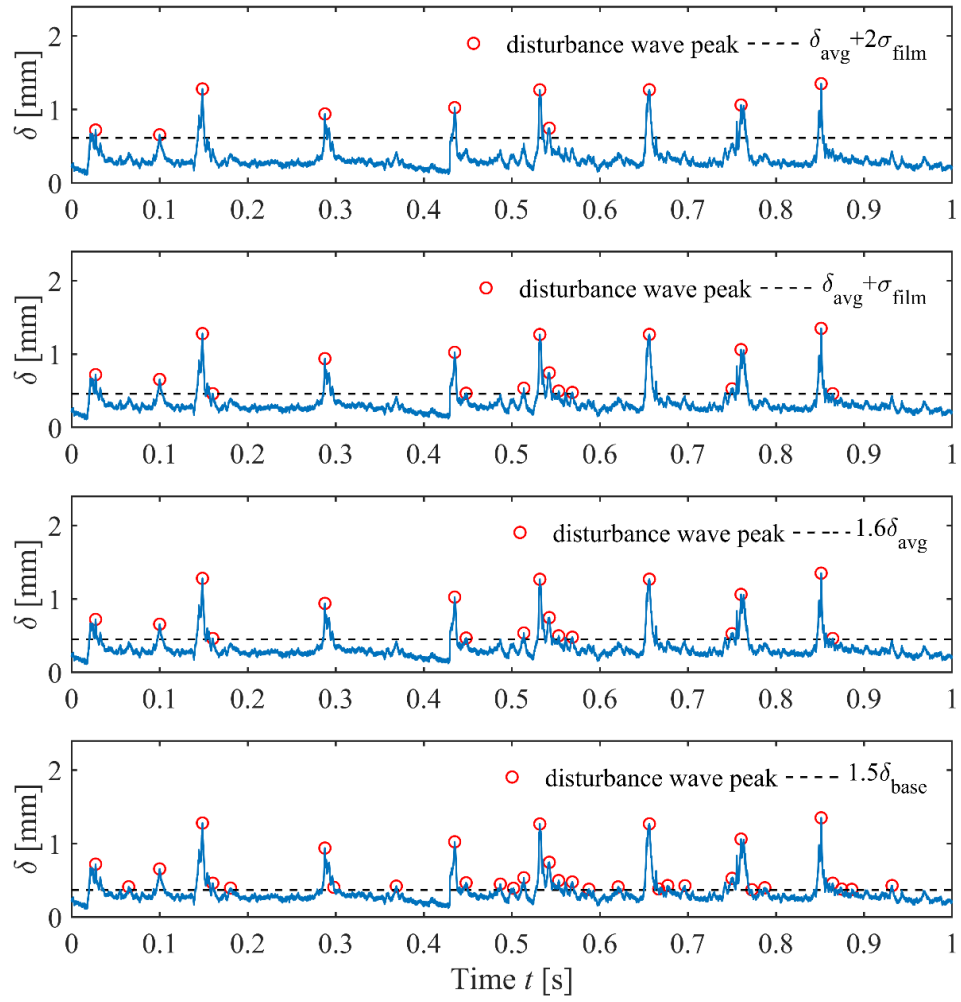 disturbance wave peak δavg+2σfilm
2
1
0
δ [mm]
0 0.1 0.2 0.3 0.4 0.5 0.6 0.7 0.8 0.9 1
disturbance wave peak δavg+σfilm
2
1
0
δ [mm]
0 0.1 0.2 0.3 0.4 0.5 0.6 0.7 0.8 0.9 1
disturbance wave peak 1.6δavg
2
1
0
δ [mm]
0 0.1 0.2 0.3 0.4 0.5 0.6 0.7 0.8 0.9 1
disturbance wave peak 1.5δbase
2
1
0
δ [mm]
0 0.1 0.2 0.3 0.4 0.5 0.6 0.7 0.8 0.9 1
Time t [s]